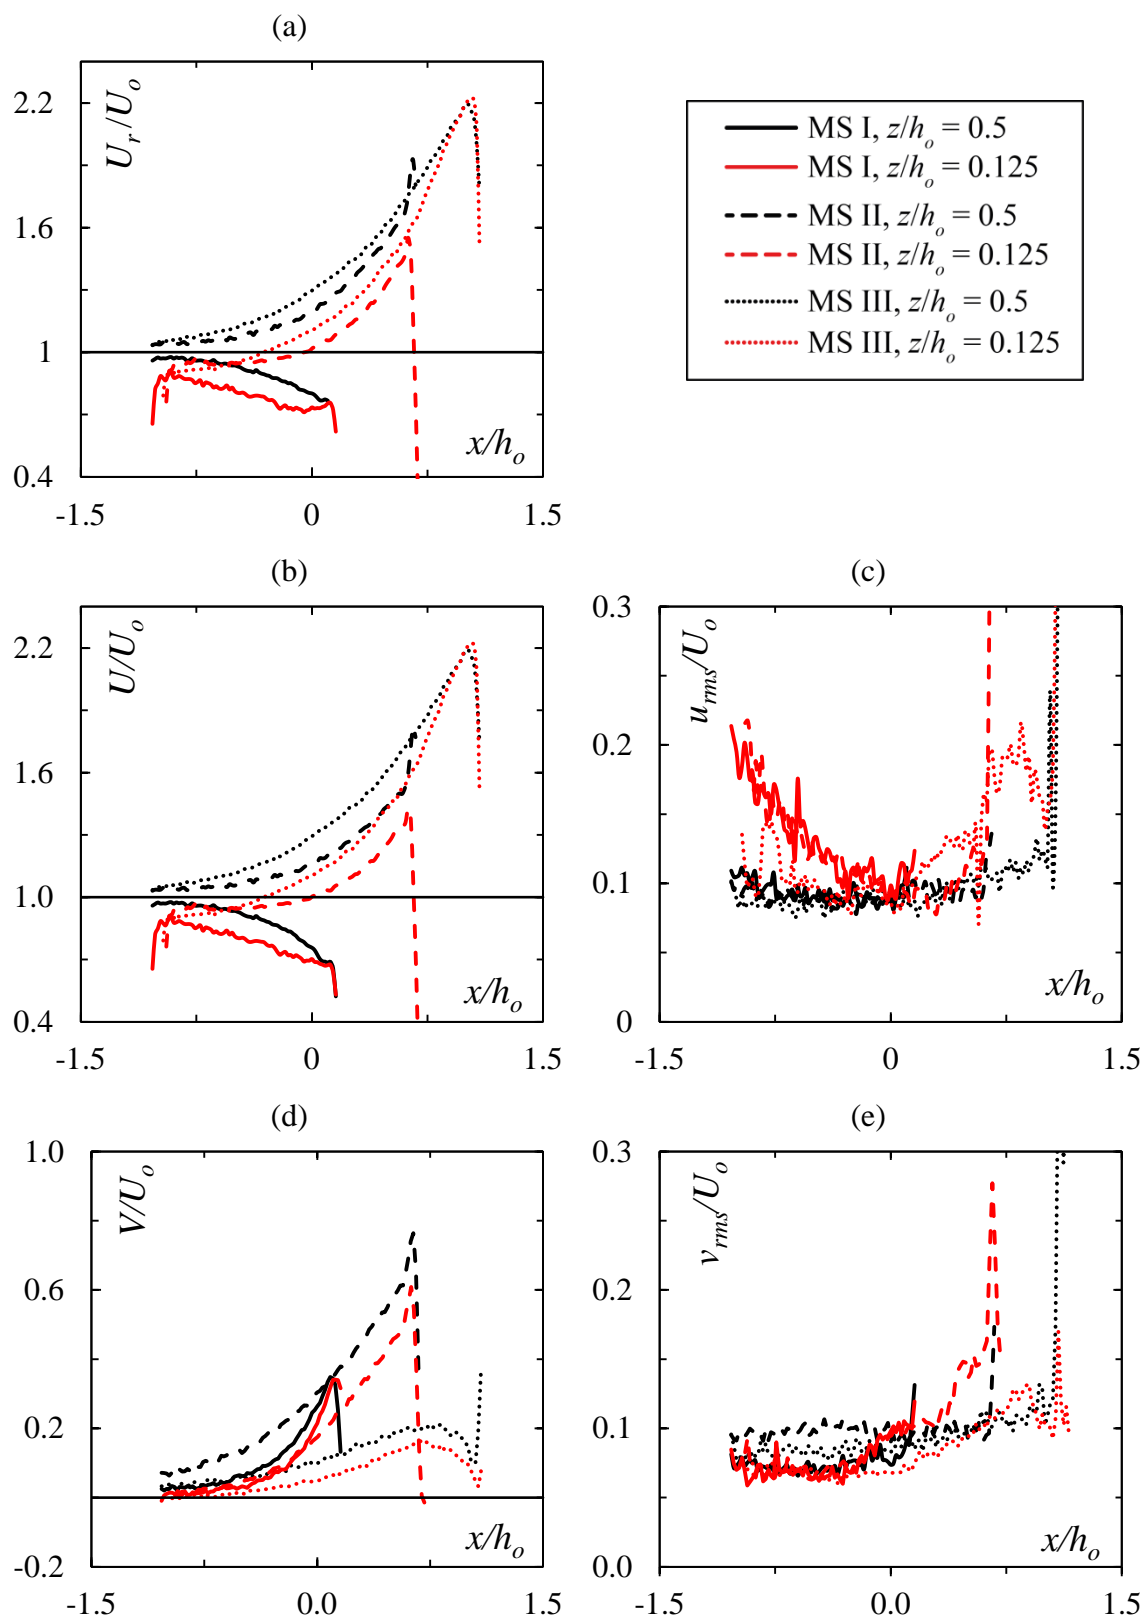 (a)
U_r/U_o
2.2
1.6
1
0.4
-1.5
0
1.5
x/h_o
MS I, z/h_o = 0.5
MS I, z/h_o = 0.125
MS II, z/h_o = 0.5
MS II, z/h_o = 0.125
MS III, z/h_o = 0.5
MS III, z/h_o = 0.125
(b)
U/U_o
2.2
1.6
1.0
0.4
-1.5
0
1.5
x/h_o
(c)
u_rms/U_o
0.3
0.2
0.1
0
-1.5
0
1.5
x/h_o
(d)
V/U_o
1.0
0.6
0.2
-0.2
-1.5
0.0
1.5
x/h_o
(e)
v_rms/U_o
0.3
0.2
0.1
0.0
-1.5
0.0
1.5
x/h_o